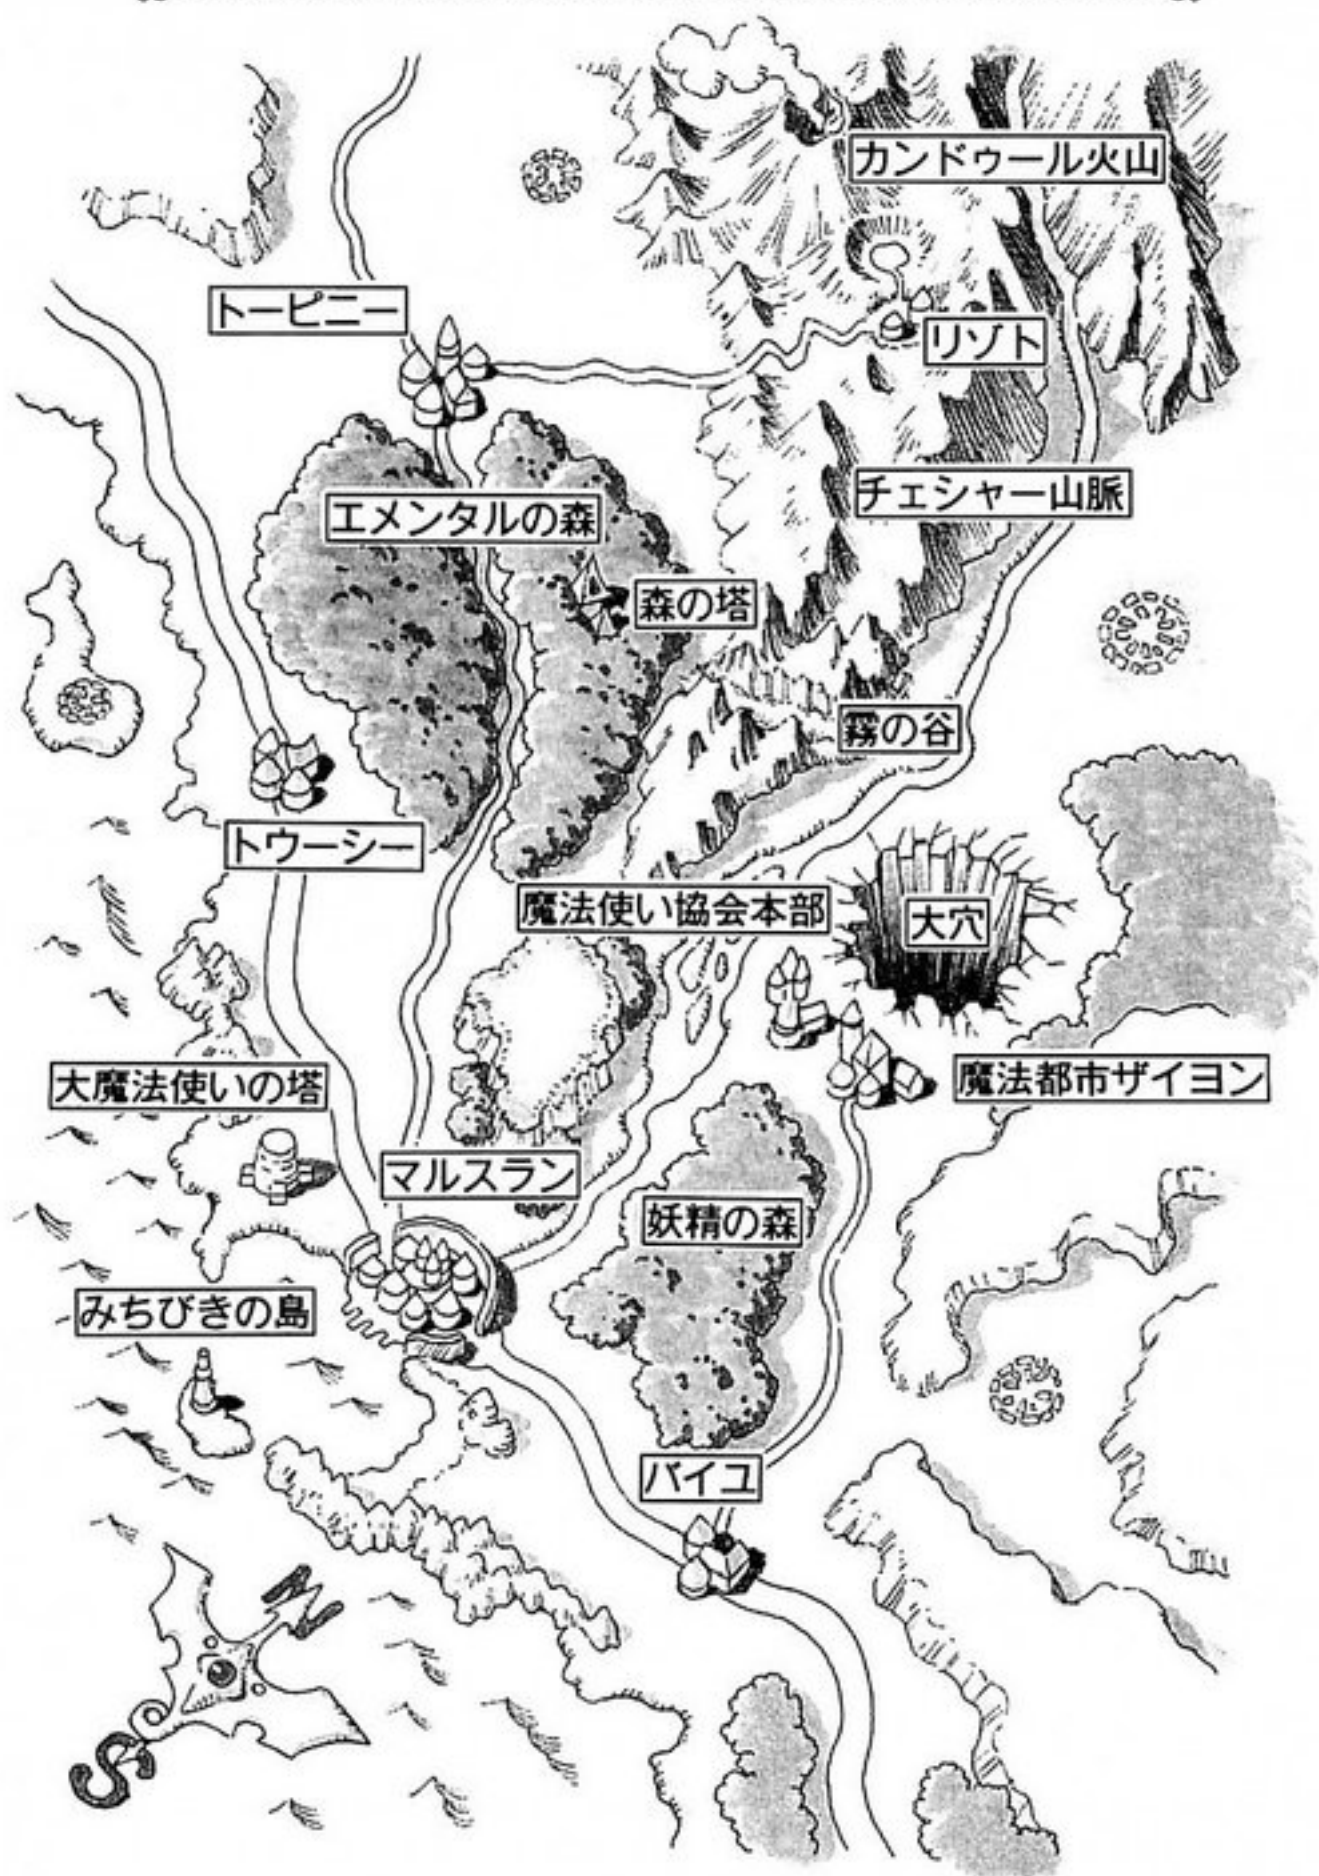 カンドゥール火山
トーピニー
リゾト
チェシャー山脈
エメンタルの森
森の塔
霧の谷
トウーシー
魔法使い協会本部
大穴
大魔法使いの塔
魔法都市ザイヨン
マルスラン
妖精の森
みちびきの島
バイユ
N
S